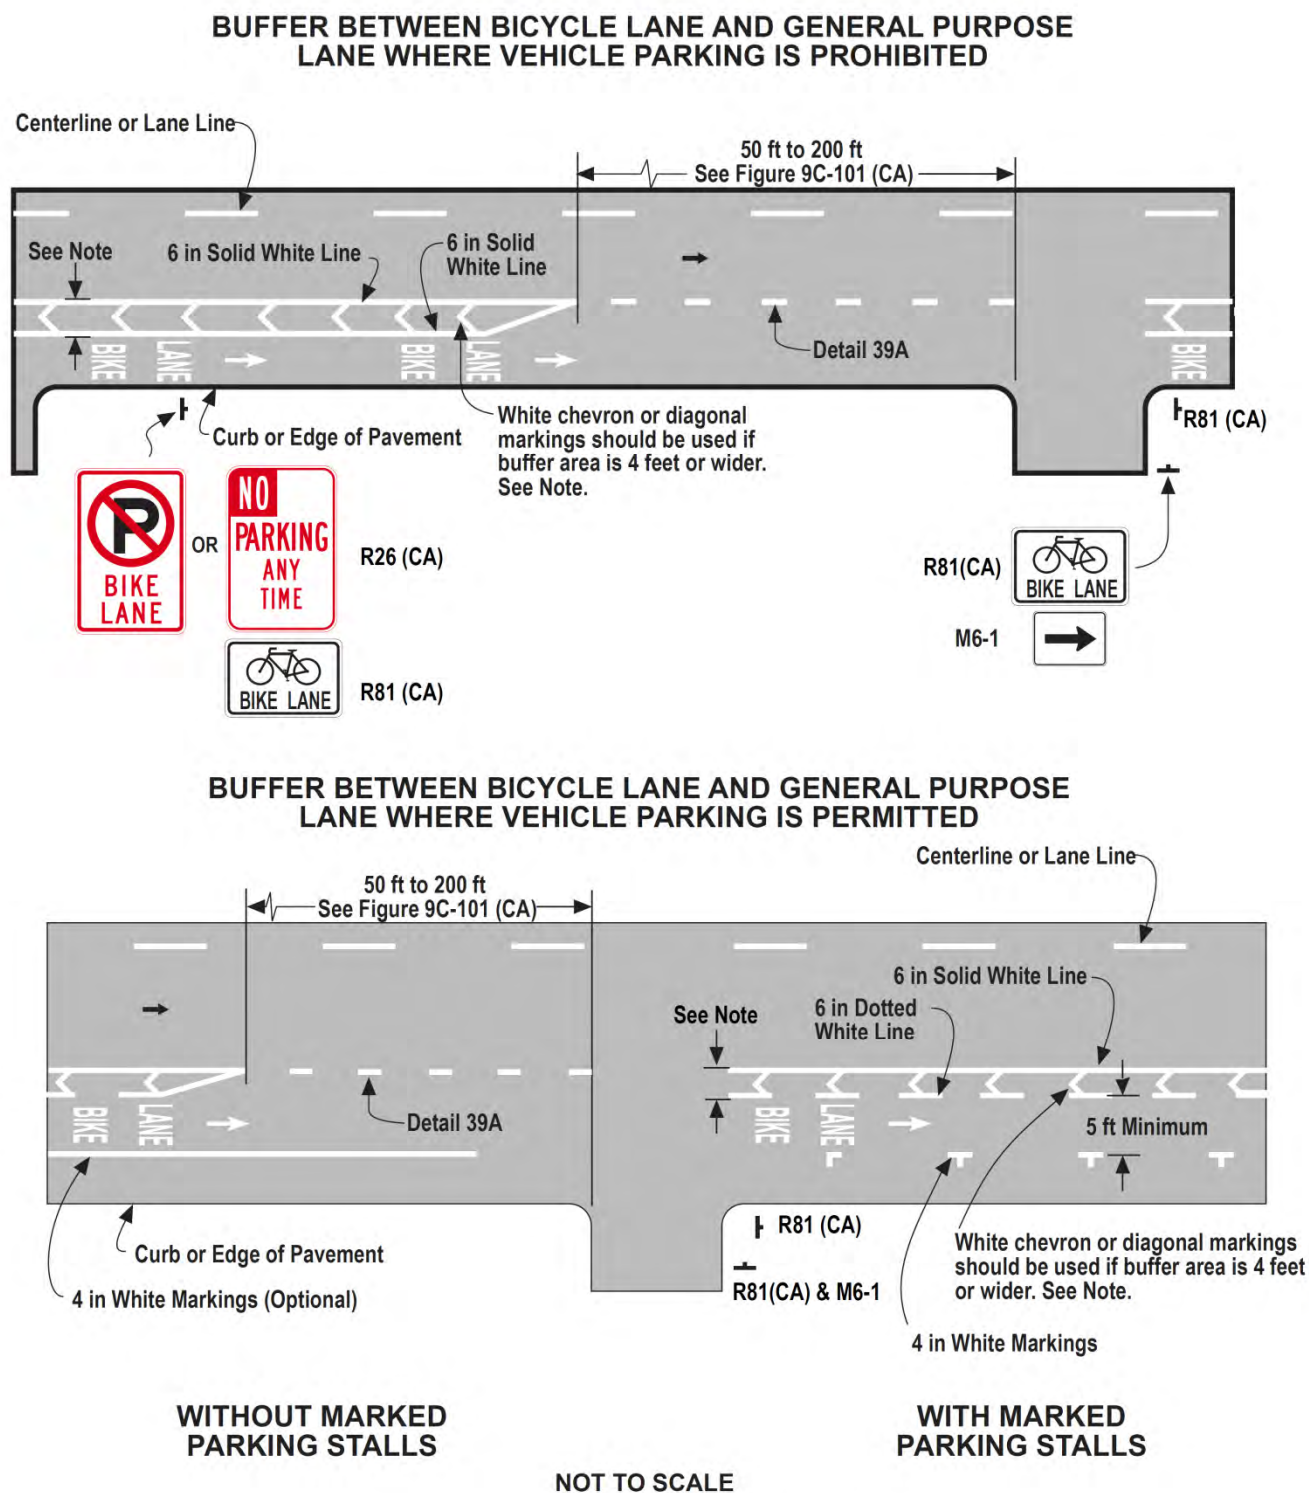 BUFFER BETWEEN BICYCLE LANE AND GENERAL PURPOSE
LANE WHERE VEHICLE PARKING IS PROHIBITED
Centerline or Lane Line
50 ft to 200 ft
See Figure 9C-101 (CA)
See Note
6 in Solid White Line
6 in Solid
White Line
Detail 39A
BIKE
LANE
BIKE
LANE
BIKE
Curb or Edge of Pavement
White chevron or diagonal
markings should be used if
buffer area is 4 feet or wider.
See Note.
R81 (CA)
P
BIKE
LANE
OR
NO
PARKING
ANY
TIME
R26 (CA)
BIKE LANE
R81 (CA)
R81(CA)
BIKE LANE
M6-1
BUFFER BETWEEN BICYCLE LANE AND GENERAL PURPOSE
LANE WHERE VEHICLE PARKING IS PERMITTED
Centerline or Lane Line
50 ft to 200 ft
See Figure 9C-101 (CA)
6 in Solid White Line
See Note
6 in Dotted
White Line
BIKE
LANE
Detail 39A
BIKE
LANE
5 ft Minimum
Curb or Edge of Pavement
4 in White Markings (Optional)
R81 (CA)
R81(CA) & M6-1
White chevron or diagonal markings
should be used if buffer area is 4 feet
or wider. See Note.
4 in White Markings
WITHOUT MARKED
PARKING STALLS
WITH MARKED
PARKING STALLS
NOT TO SCALE